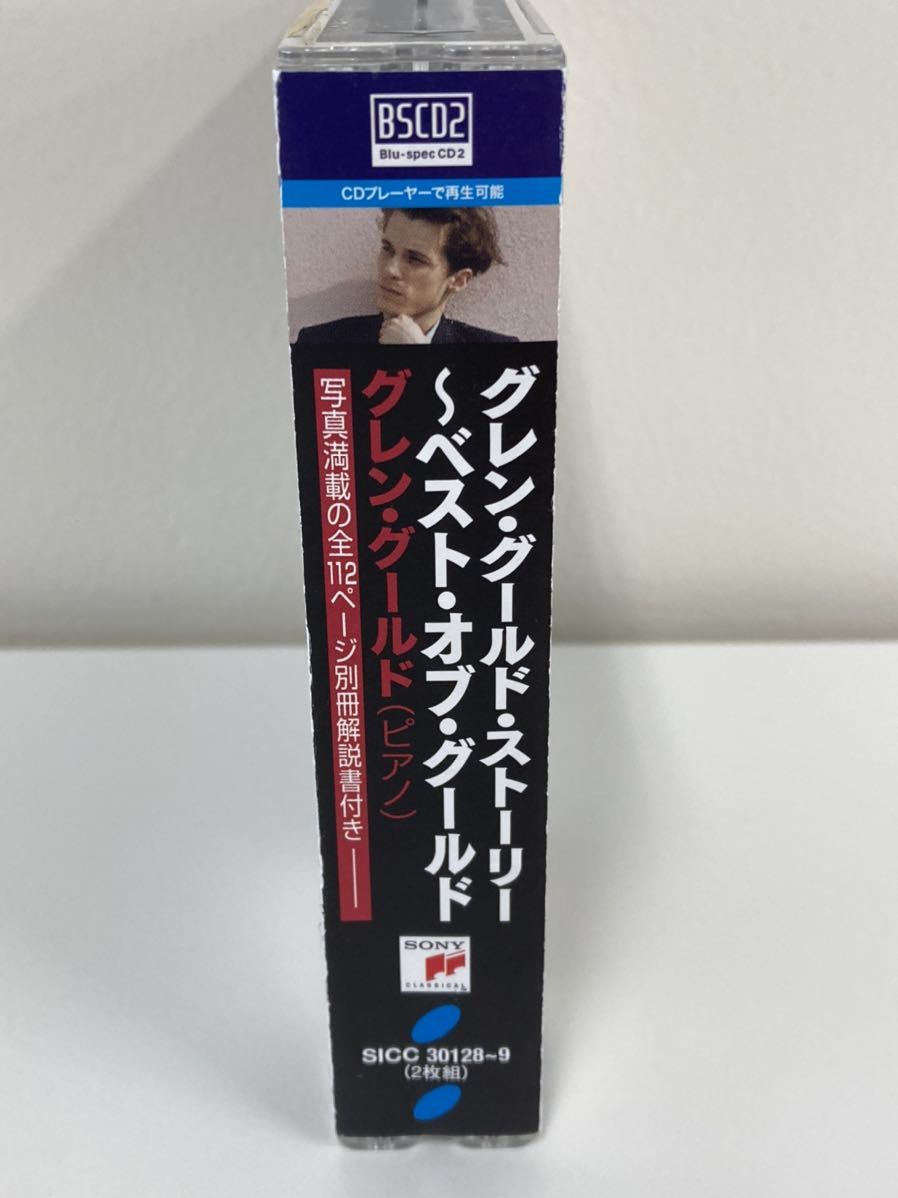 BSCD2
Blu-spec CD2
CDプレーヤーで再生可能
グレン・グールド・ストーリー
～ベスト・オブ・グールド
グレン・グールド(ピアノ)
写真満載の全112ページ別冊解説書付き――
SONY
CLASSICAL
SICC 30128~9
(2枚組)